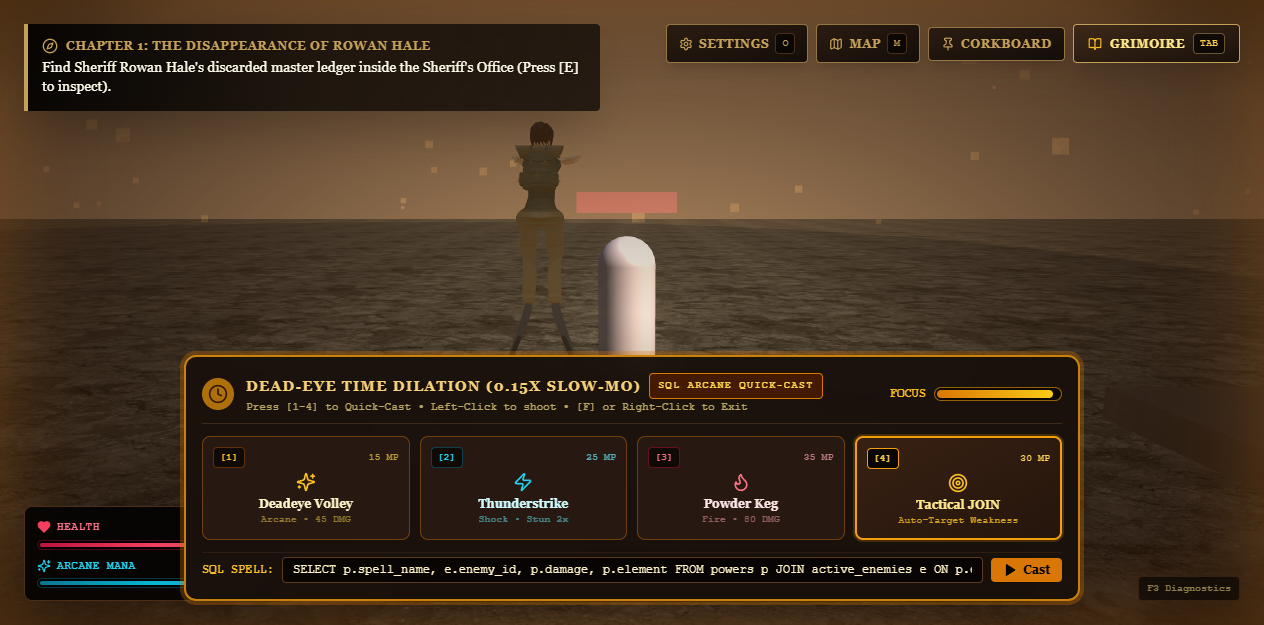 CHAPTER 1: THE DISAPPEARANCE OF ROWAN HALE
Find Sheriff Rowan Hale's discarded master ledger inside the Sheriff's Office (Press [E]
to inspect).
SETTINGS O
MAP M
CORKBOARD
GRIMOIRE TAB
DEAD-EYE TIME DILATION (0.15X SLOW-MO)
SQL ARCANE QUICK-CAST
Press [1-4] to Quick-Cast • Left-Click to shoot • [F] or Right-Click to Exit
FOCUS
[1] 15 MP
Deadeye Volley
Arcane • 45 DMG
[2] 25 MP
Thunderstrike
Shock • Stun 2x
[3] 35 MP
Powder Keg
Fire • 80 DMG
[4] 30 MP
Tactical JOIN
Auto-Target Weakness
HEALTH
ARCANE MANA
SQL SPELL:
SELECT p.spell_name, e.enemy_id, p.damage, p.element FROM powers p JOIN active_enemies e ON p.
Cast
F3 Diagnostics